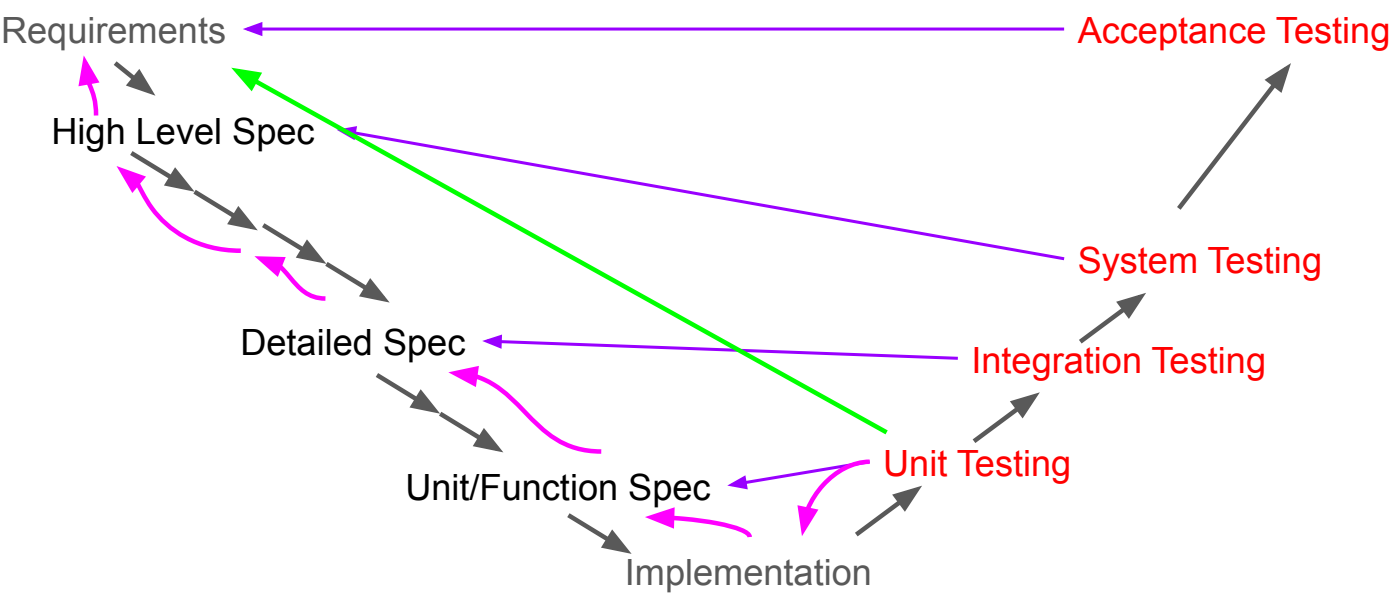 Requirements
Acceptance Testing
High Level Spec
System Testing
Detailed Spec
Integration Testing
Unit Testing
Unit/Function Spec
Implementation